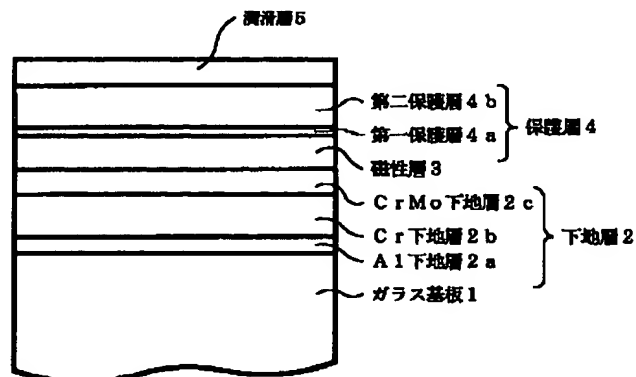 潤滑層5
第二保護層4b
第一保護層4a
保護層4
磁性層3
CrMo下地層2c
Cr下地層2b
下地層2
Al下地層2a
ガラス基板1